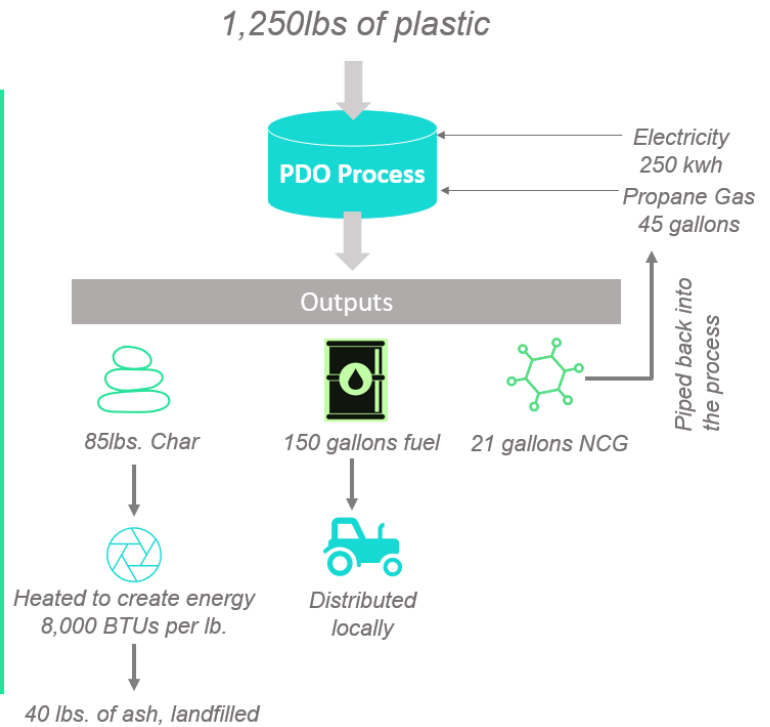 1,250lbs of plastic
PDO Process
Electricity
250 kwh
Propane Gas
45 gallons
Outputs
Piped back into
the process
85lbs. Char
150 gallons fuel
21 gallons NCG
Heated to create energy
8,000 BTUs per lb.
Distributed
locally
40 lbs. of ash, landfilled